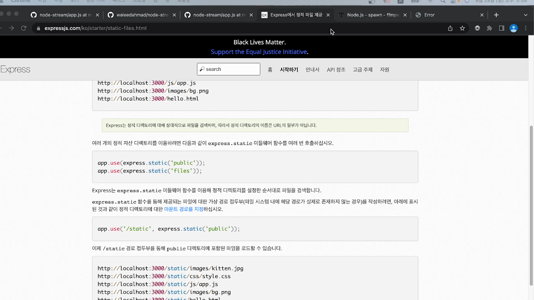 node-stream/app.js at m
waleedahmad/node-str
node-stream/app.js at m
Express에서 정적 파일 제공
Node.js - spawn - ffmpe
Error
expressjs.com/ko/starter/static-files.html
Black Lives Matter.
Support the Equal Justice Initiative.
Express
search
홈 시작하기 안내서 API 참조 고급 주제 자원
http://localhost:3000/js/app.js
http://localhost:3000/images/bg.png
http://localhost:3000/hello.html
Express는 정적 디렉토리에 대해 상대적으로 파일을 검색하며, 따라서 정적 디렉토리의 이름은 URL의 일부가 아닙니다.
여러 개의 정적 자산 디렉토리를 이용하려면 다음과 같이 express.static 미들웨어 함수를 여러 번 호출하십시오.
app.use(express.static('public'));
app.use(express.static('files'));
Express는 express.static 미들웨어 함수를 이용해 정적 디렉토리를 설정한 순서대로 파일을 검색합니다.
express.static 함수를 통해 제공되는 파일에 대한 가상 경로 접두부(파일 시스템 내에 해당 경로가 실제로 존재하지 않는 경우)를 작성하려면, 아래에 표시
된 것과 같이 정적 디렉토리에 대한 마운트 경로를 지정하십시오.
app.use('/static', express.static('public'));
이제 /static 경로 접두부를 통해 public 디렉토리에 포함된 파일을 로드할 수 있습니다.
http://localhost:3000/static/images/kitten.jpg
http://localhost:3000/static/css/style.css
http://localhost:3000/static/js/app.js
http://localhost:3000/static/images/bg.png
http://localhost:3000/static/hello.html